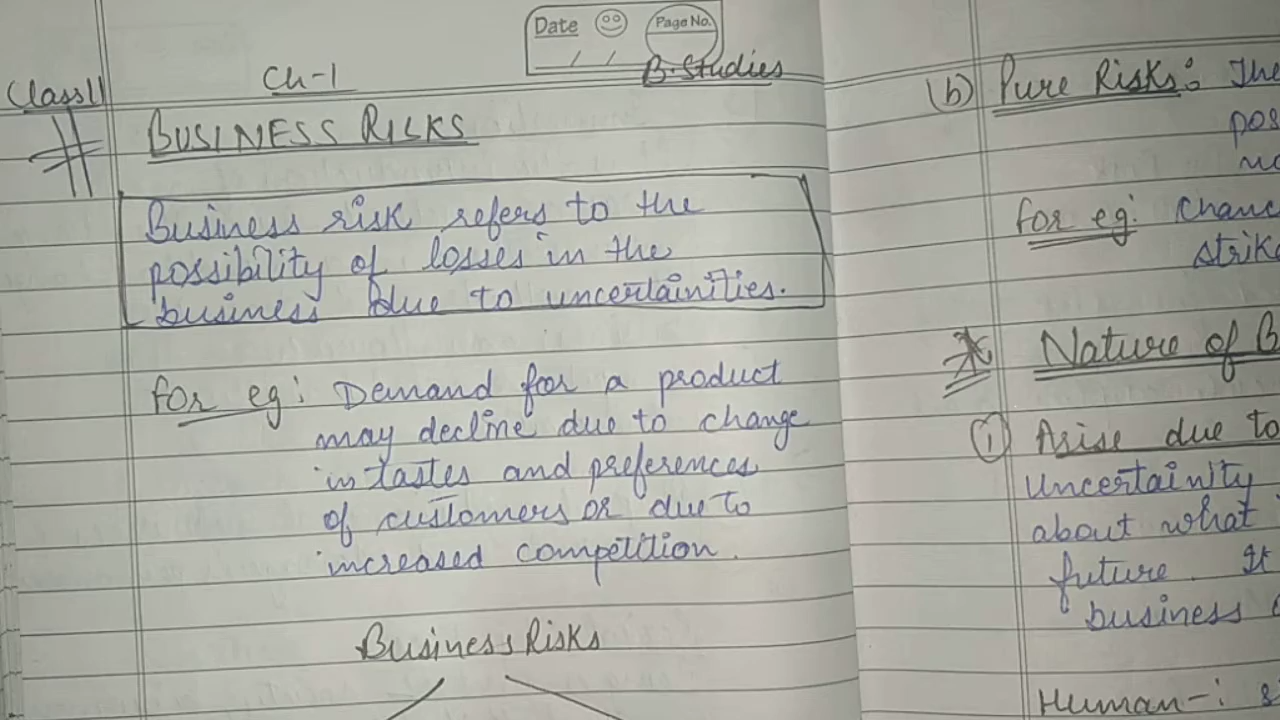 Date
Page No.
Class 11
Ch-1
B. Studies
BUSINESS RISKS
Business risk refers to the
possibility of losses in the
business due to uncertainities.
for eg: Demand for a product
may decline due to change
in tastes and preferences
of customers or due to
increased competition.
Business Risks
(b) Pure Risks: The
for eg:
Nature of B
① Arise due to
Uncertainity
about what
future. It
business
Human-: